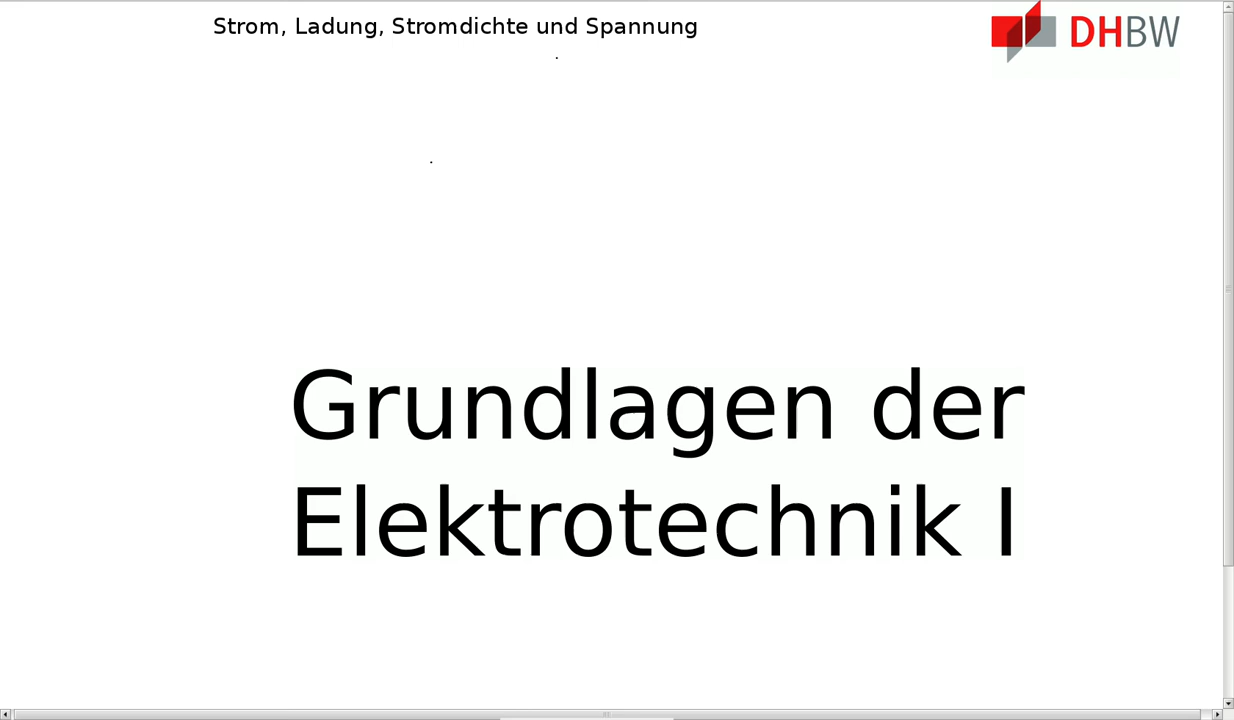 Strom, Ladung, Stromdichte und Spannung
DHBW
Grundlagen der
Elektrotechnik I